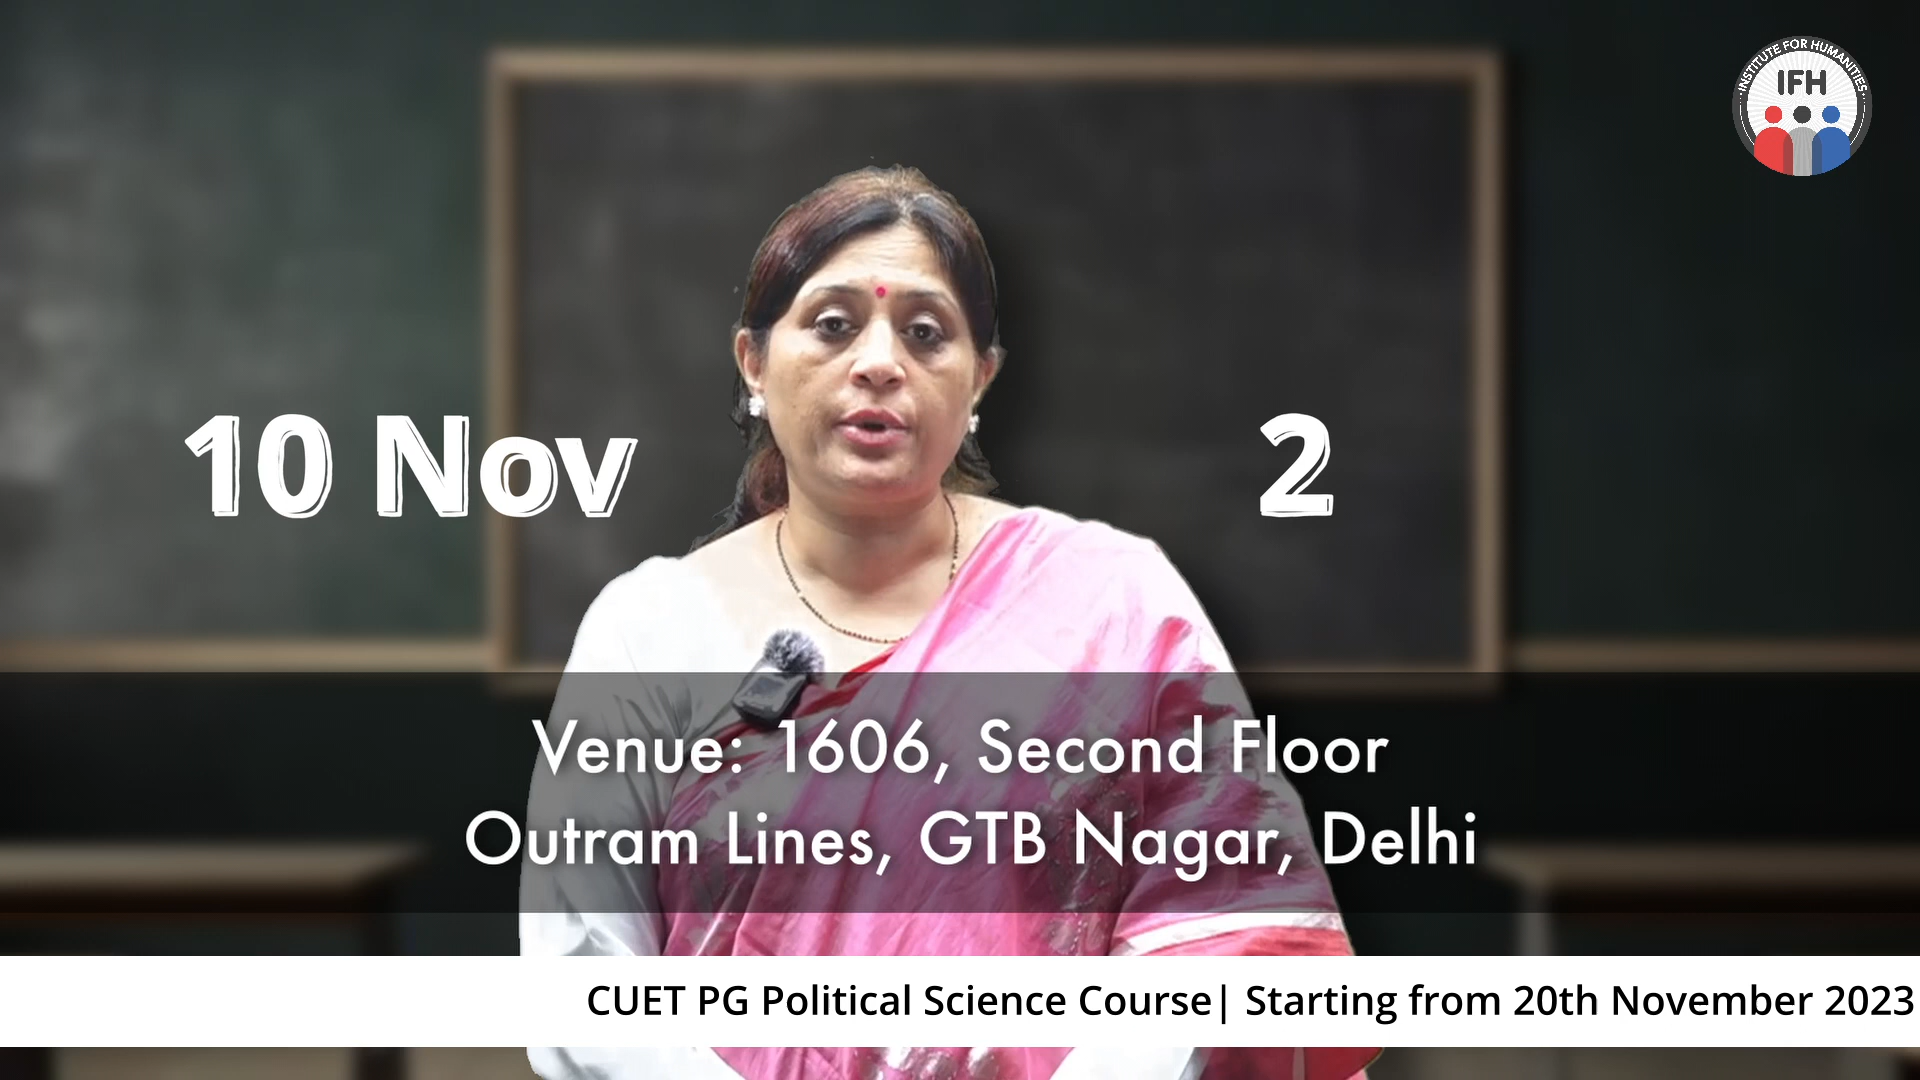 INSTITUTE FOR HUMANITIES
IFH
10 Nov
2
Venue: 1606, Second Floor
Outram Lines, GTB Nagar, Delhi
CUET PG Political Science Course| Starting from 20th November 2023